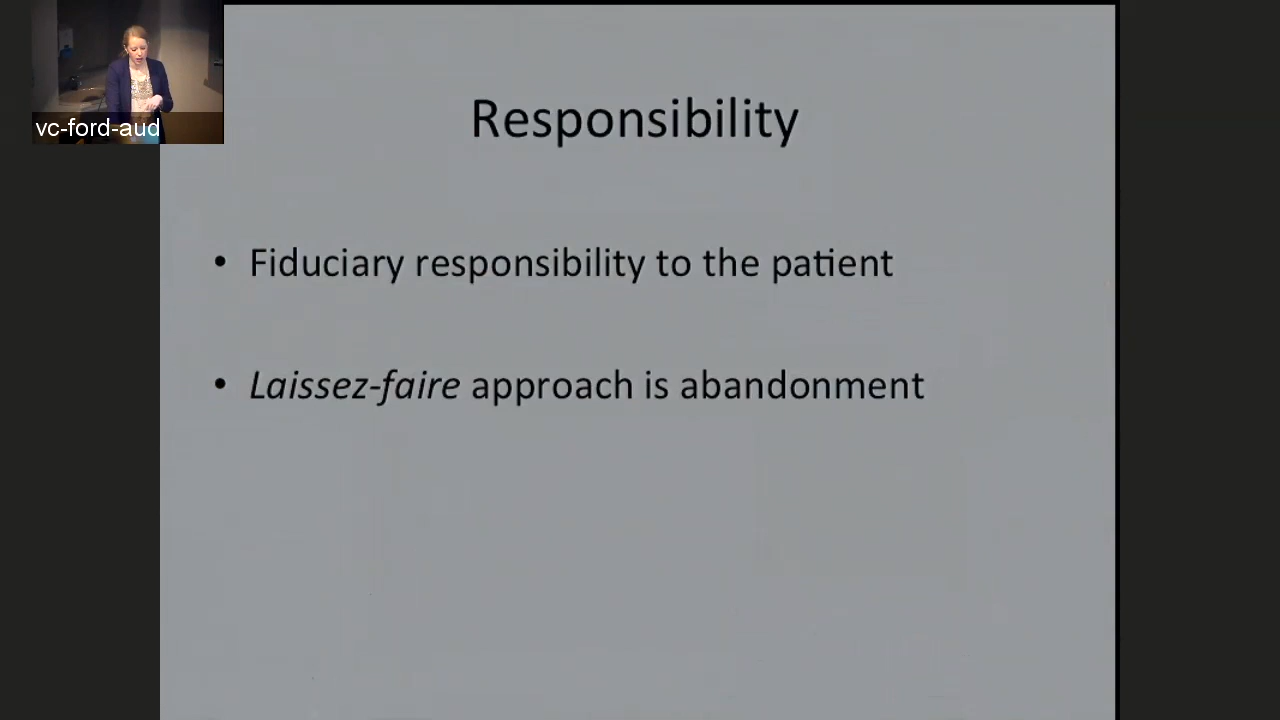 vc-ford-aud
Responsibility
• Fiduciary responsibility to the patient
• Laissez-faire approach is abandonment